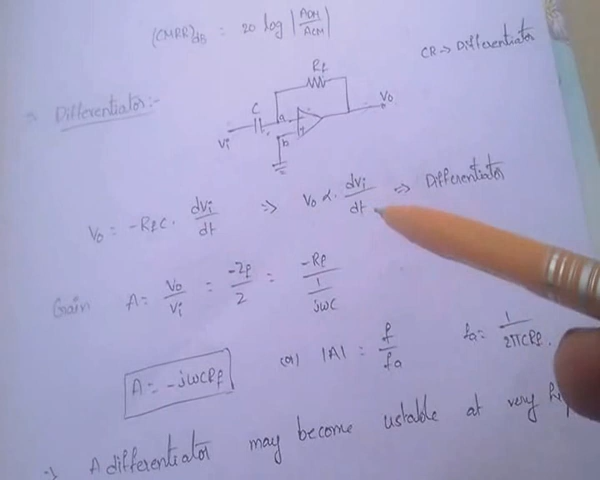 (CMRR)dB = 20 log |ADM/ACM|
CR → Differentiator
⇒ Differentiator:-
Rf
C
a
-
Vo
b
+
Vi
Vo = -RfC. dVi/dt ⇒ Vo α. dVi/dt ⇒ Differentiator
Gain A = Vo/Vi = -Zf/Z = -Rf/(1/jωC)
A = -jωCRf (or) |A| = f/fa fa = 1/2πCRf.
⇒ A differentiator may become ustable at very